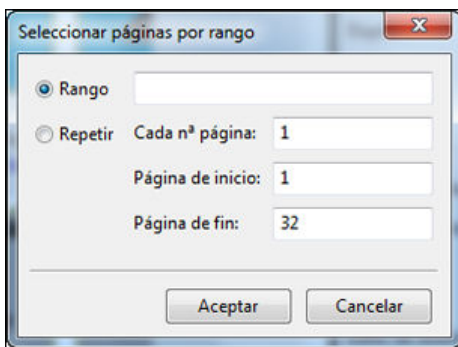 Seleccionar páginas por rango
Rango
Repetir Cada nª página: 1
Página de inicio: 1
Página de fin: 32
Aceptar Cancelar